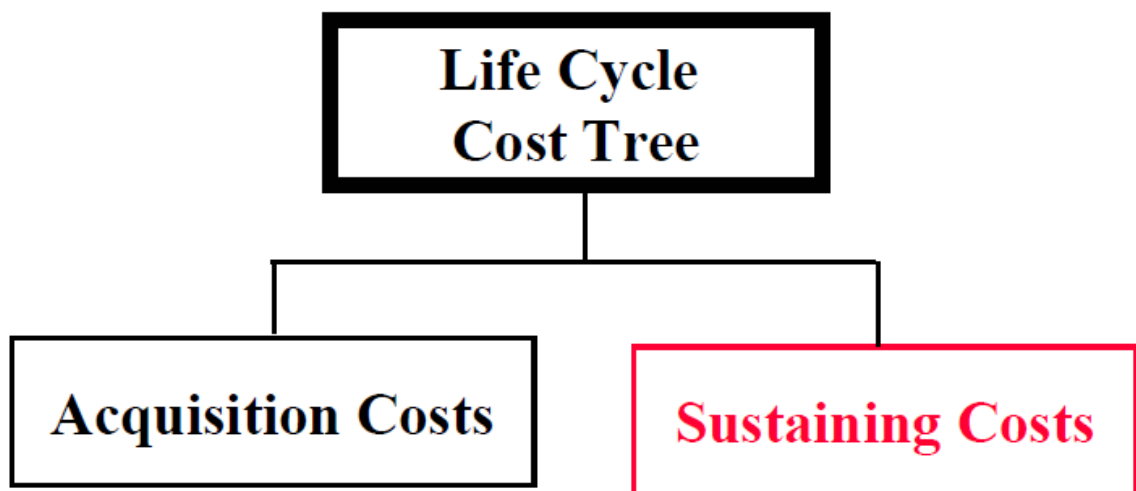 Life Cycle
Cost Tree
Acquisition Costs
Sustaining Costs